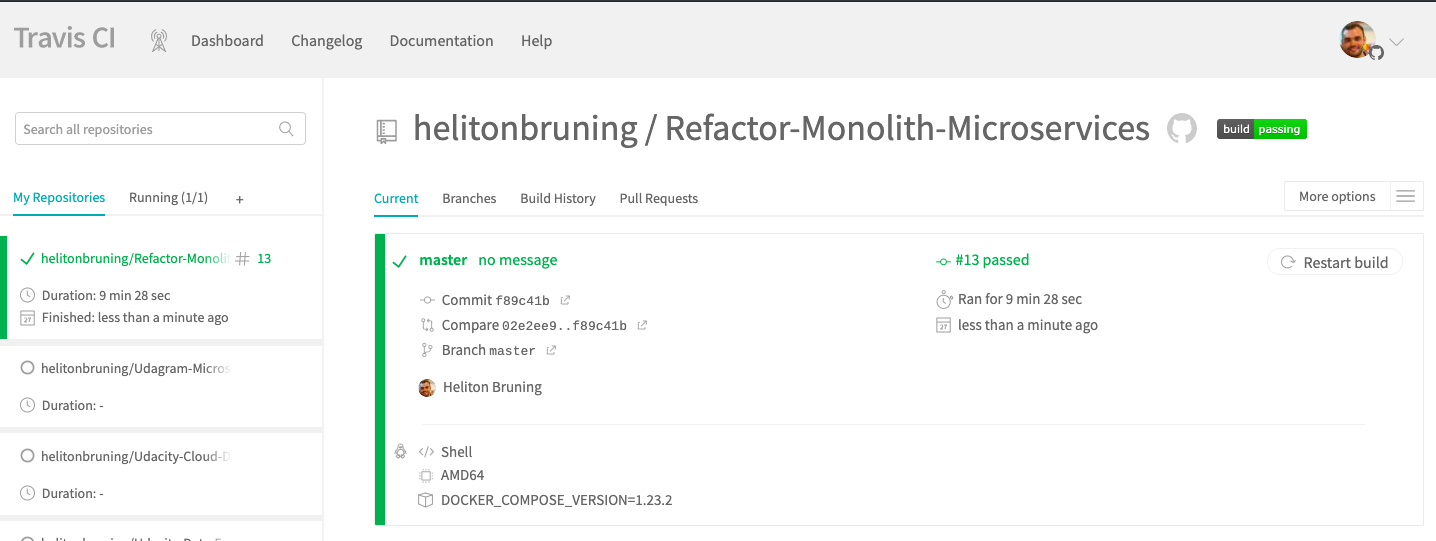 Travis CI
Dashboard
Changelog
Documentation
Help
Search all repositories
My Repositories
Running (1/1)
+
helitonbruning/Refactor-Monolit
# 13
Duration: 9 min 28 sec
Finished: less than a minute ago
helitonbruning/Udagram-Micros
Duration: -
helitonbruning/Udacity-Cloud-D
Duration: -
helitonbruning / Refactor-Monolith-Microservices
build passing
Current
Branches
Build History
Pull Requests
More options
master no message
#13 passed
Restart build
Commit f89c41b
Ran for 9 min 28 sec
Compare 02e2ee9..f89c41b
less than a minute ago
Branch master
Heliton Bruning
Shell
AMD64
DOCKER_COMPOSE_VERSION=1.23.2